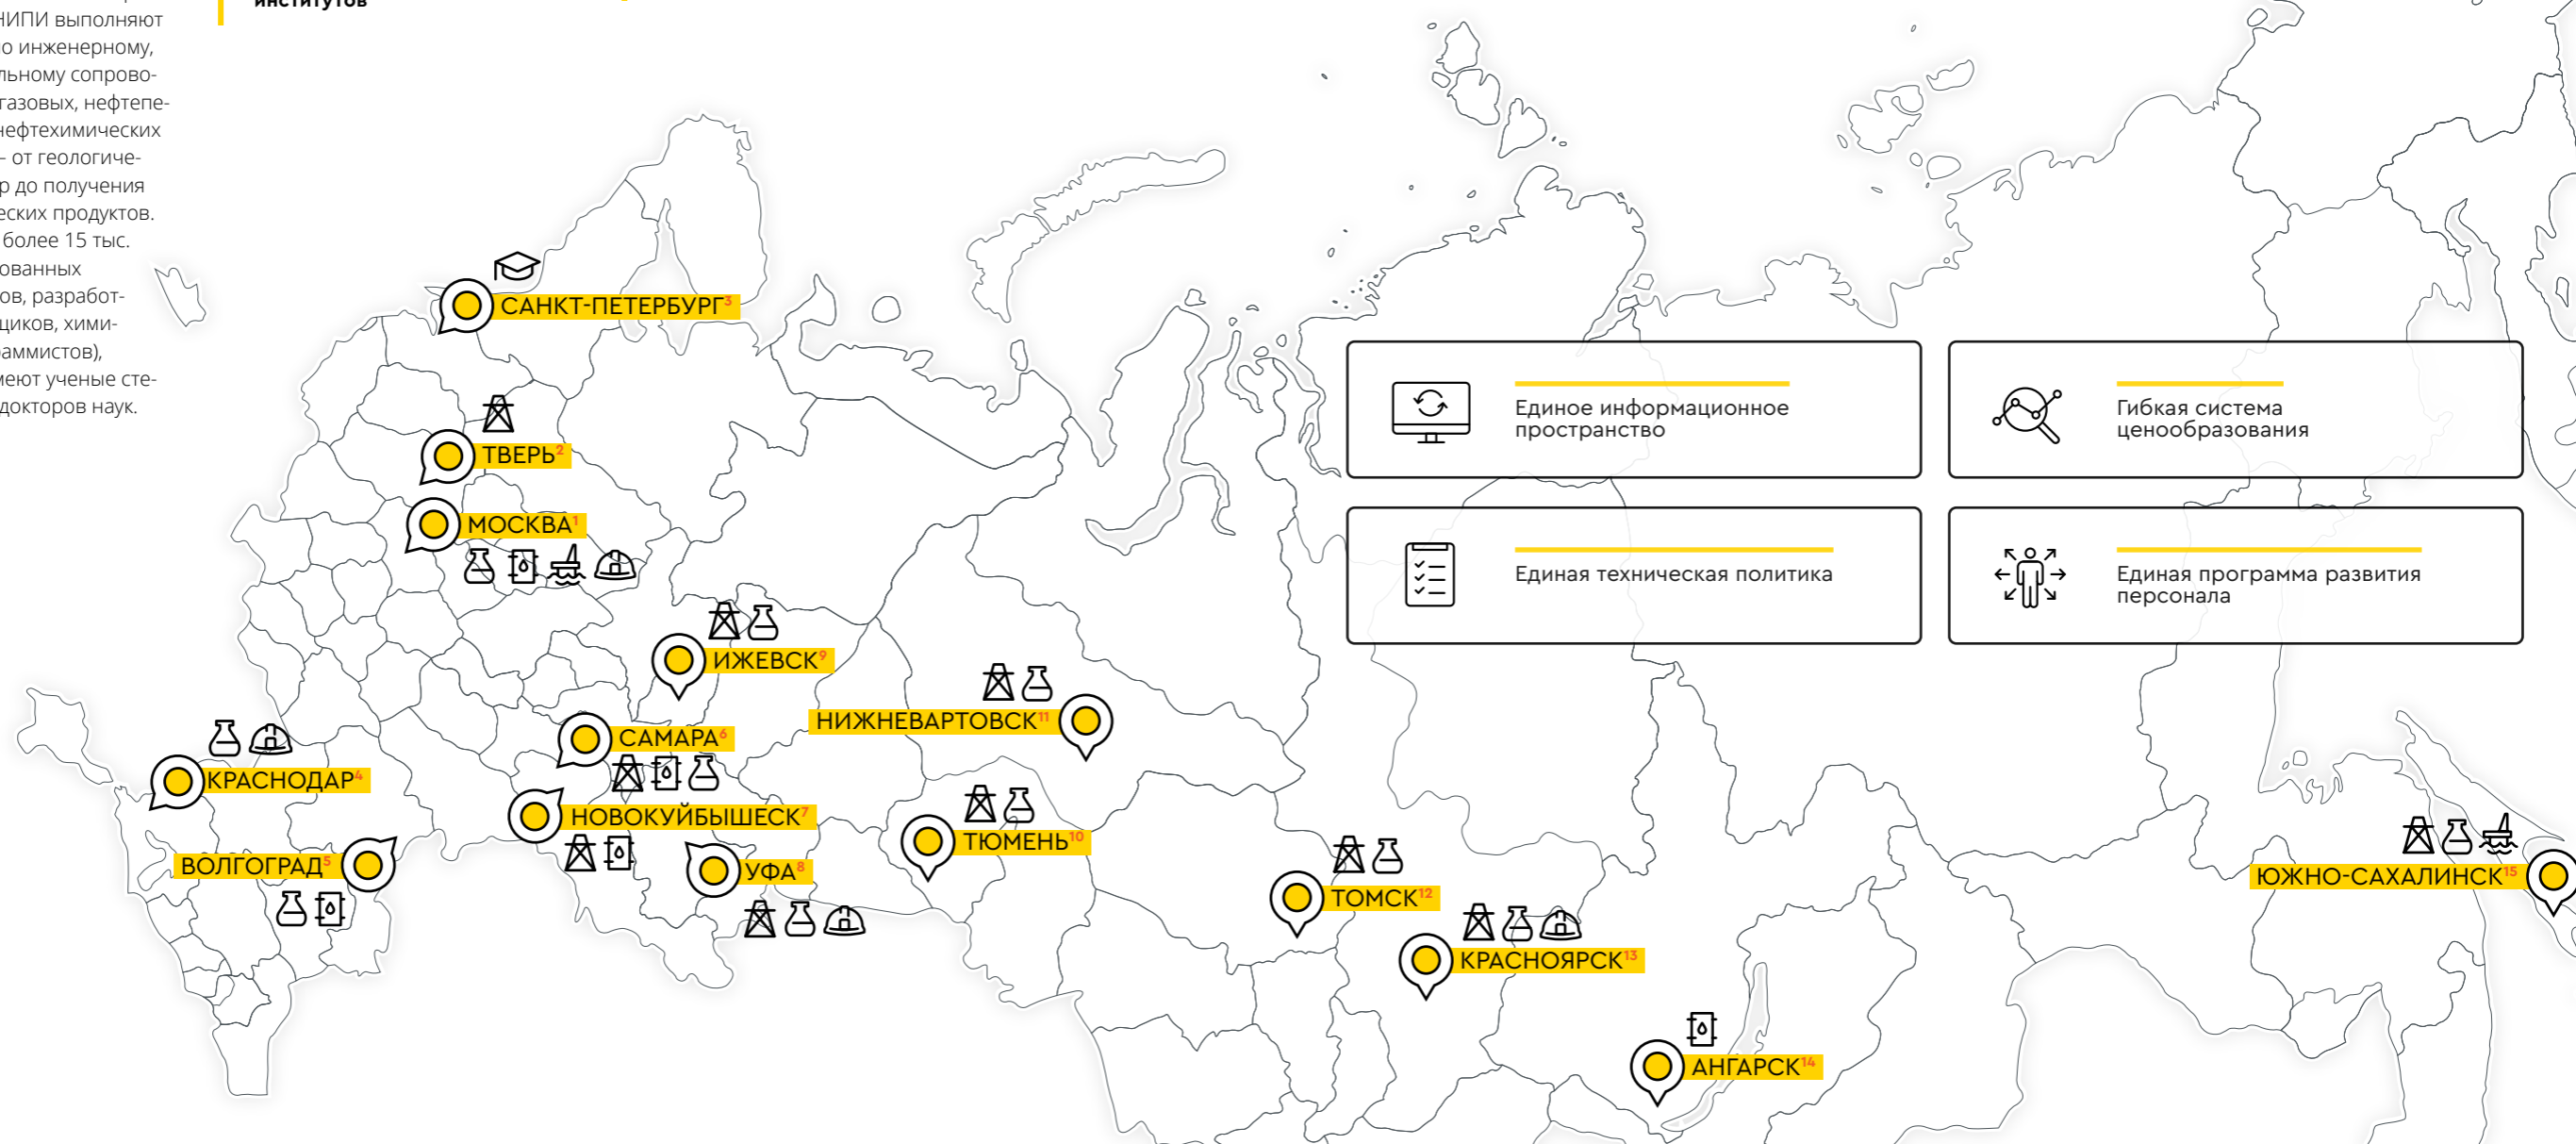 институтов
НИПИ выполняют
о инженерному,
льному сопрово-
газовых, нефтепе-
нефтехимических
– от геологиче-
р до получения
еских продуктов.
более 15 тыс.
ованных
ов, разработ-
щиков, хими-
раммистов),
меют ученые сте-
докторов наук.
САНКТ-ПЕТЕРБУРГ3
ТВЕРЬ2
МОСКВА1
ИЖЕВСК9
НИЖНЕВАРТОВСК11
САМАРА6
КРАСНОДАР4
НОВОКУЙБЫШЕСК7
ТЮМЕНЬ10
ВОЛГОГРАД5
УФА8
ТОМСК12
КРАСНОЯРСК13
АНГАРСК14
ЮЖНО-САХАЛИНСК15
Единое информационное
пространство
Гибкая система
ценообразования
Единая техническая политика
Единая программа развития
персонала